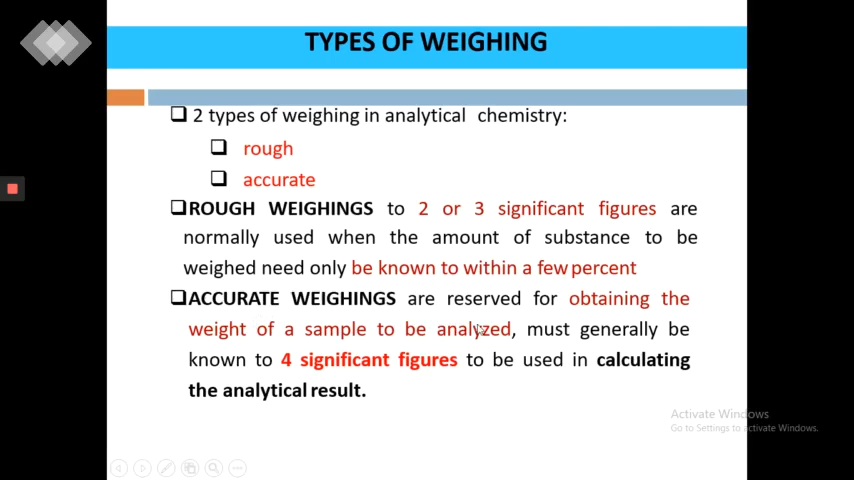 TYPES OF WEIGHING
2 types of weighing in analytical chemistry:
rough
accurate
ROUGH WEIGHINGS to 2 or 3 significant figures are
normally used when the amount of substance to be
weighed need only be known to within a few percent
ACCURATE WEIGHINGS are reserved for obtaining the
weight of a sample to be analyzed, must generally be
known to 4 significant figures to be used in calculating
the analytical result.
Activate Windows
Go to Settings to activate Windows.